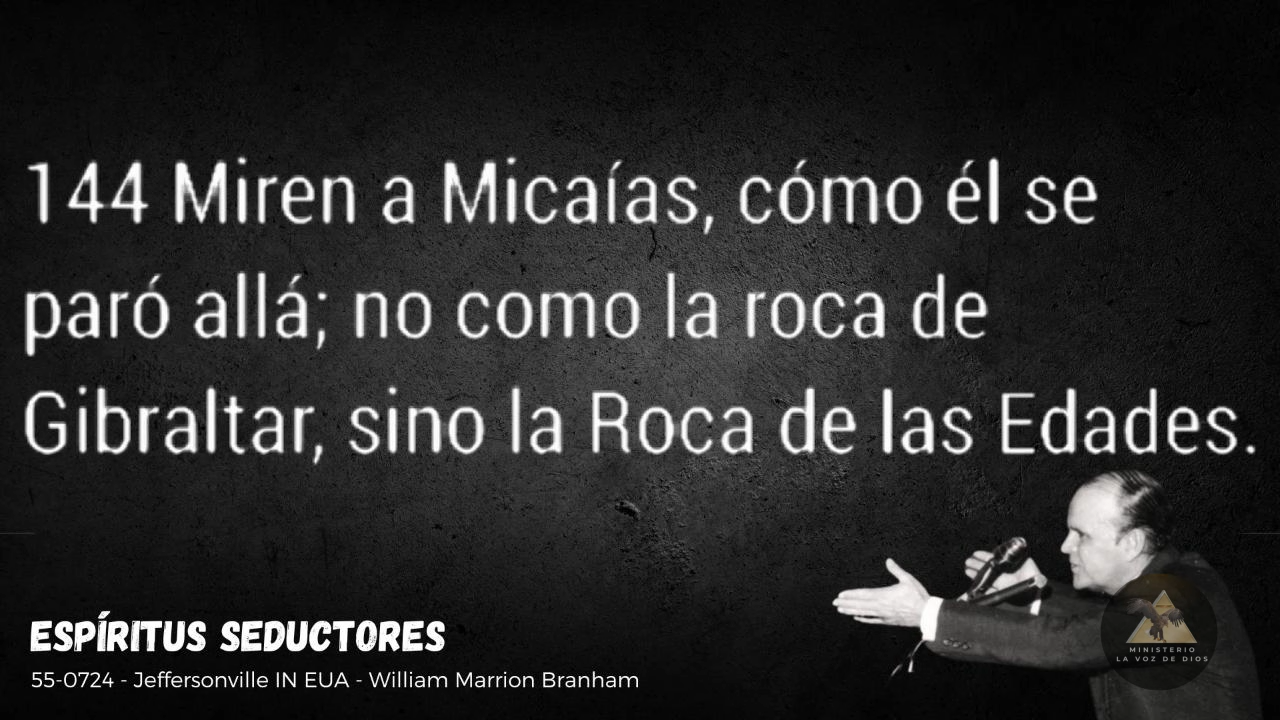 144 Miren a Micaías, cómo él se
paró allá; no como la roca de
Gibraltar, sino la Roca de las Edades.
ESPÍRITUS SEDUCTORES
55-0724 - Jeffersonville IN EUA - William Marrion Branham
MINISTERIO
LA VOZ DE DIOS